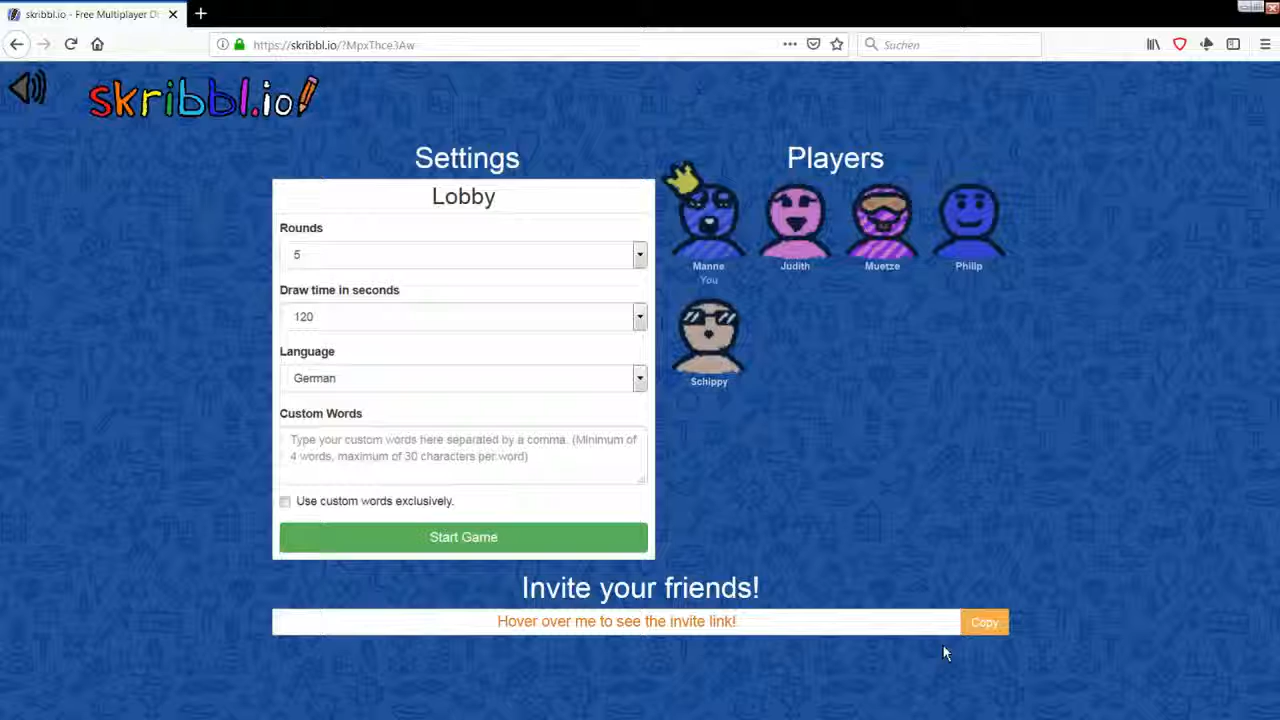 skribbl.io - Free Multiplayer D
https://skribbl.io/?MpxThce3Aw
Suchen
skribbl.io
Settings
Players
Lobby
Rounds
5
Draw time in seconds
120
Language
German
Custom Words
Type your custom words here separated by a comma. (Minimum of
4 words, maximum of 30 characters per word)
Use custom words exclusively.
Start Game
Manne
You
Judith
Muetze
Philip
Schippy
Invite your friends!
Hover over me to see the invite link!
Copy